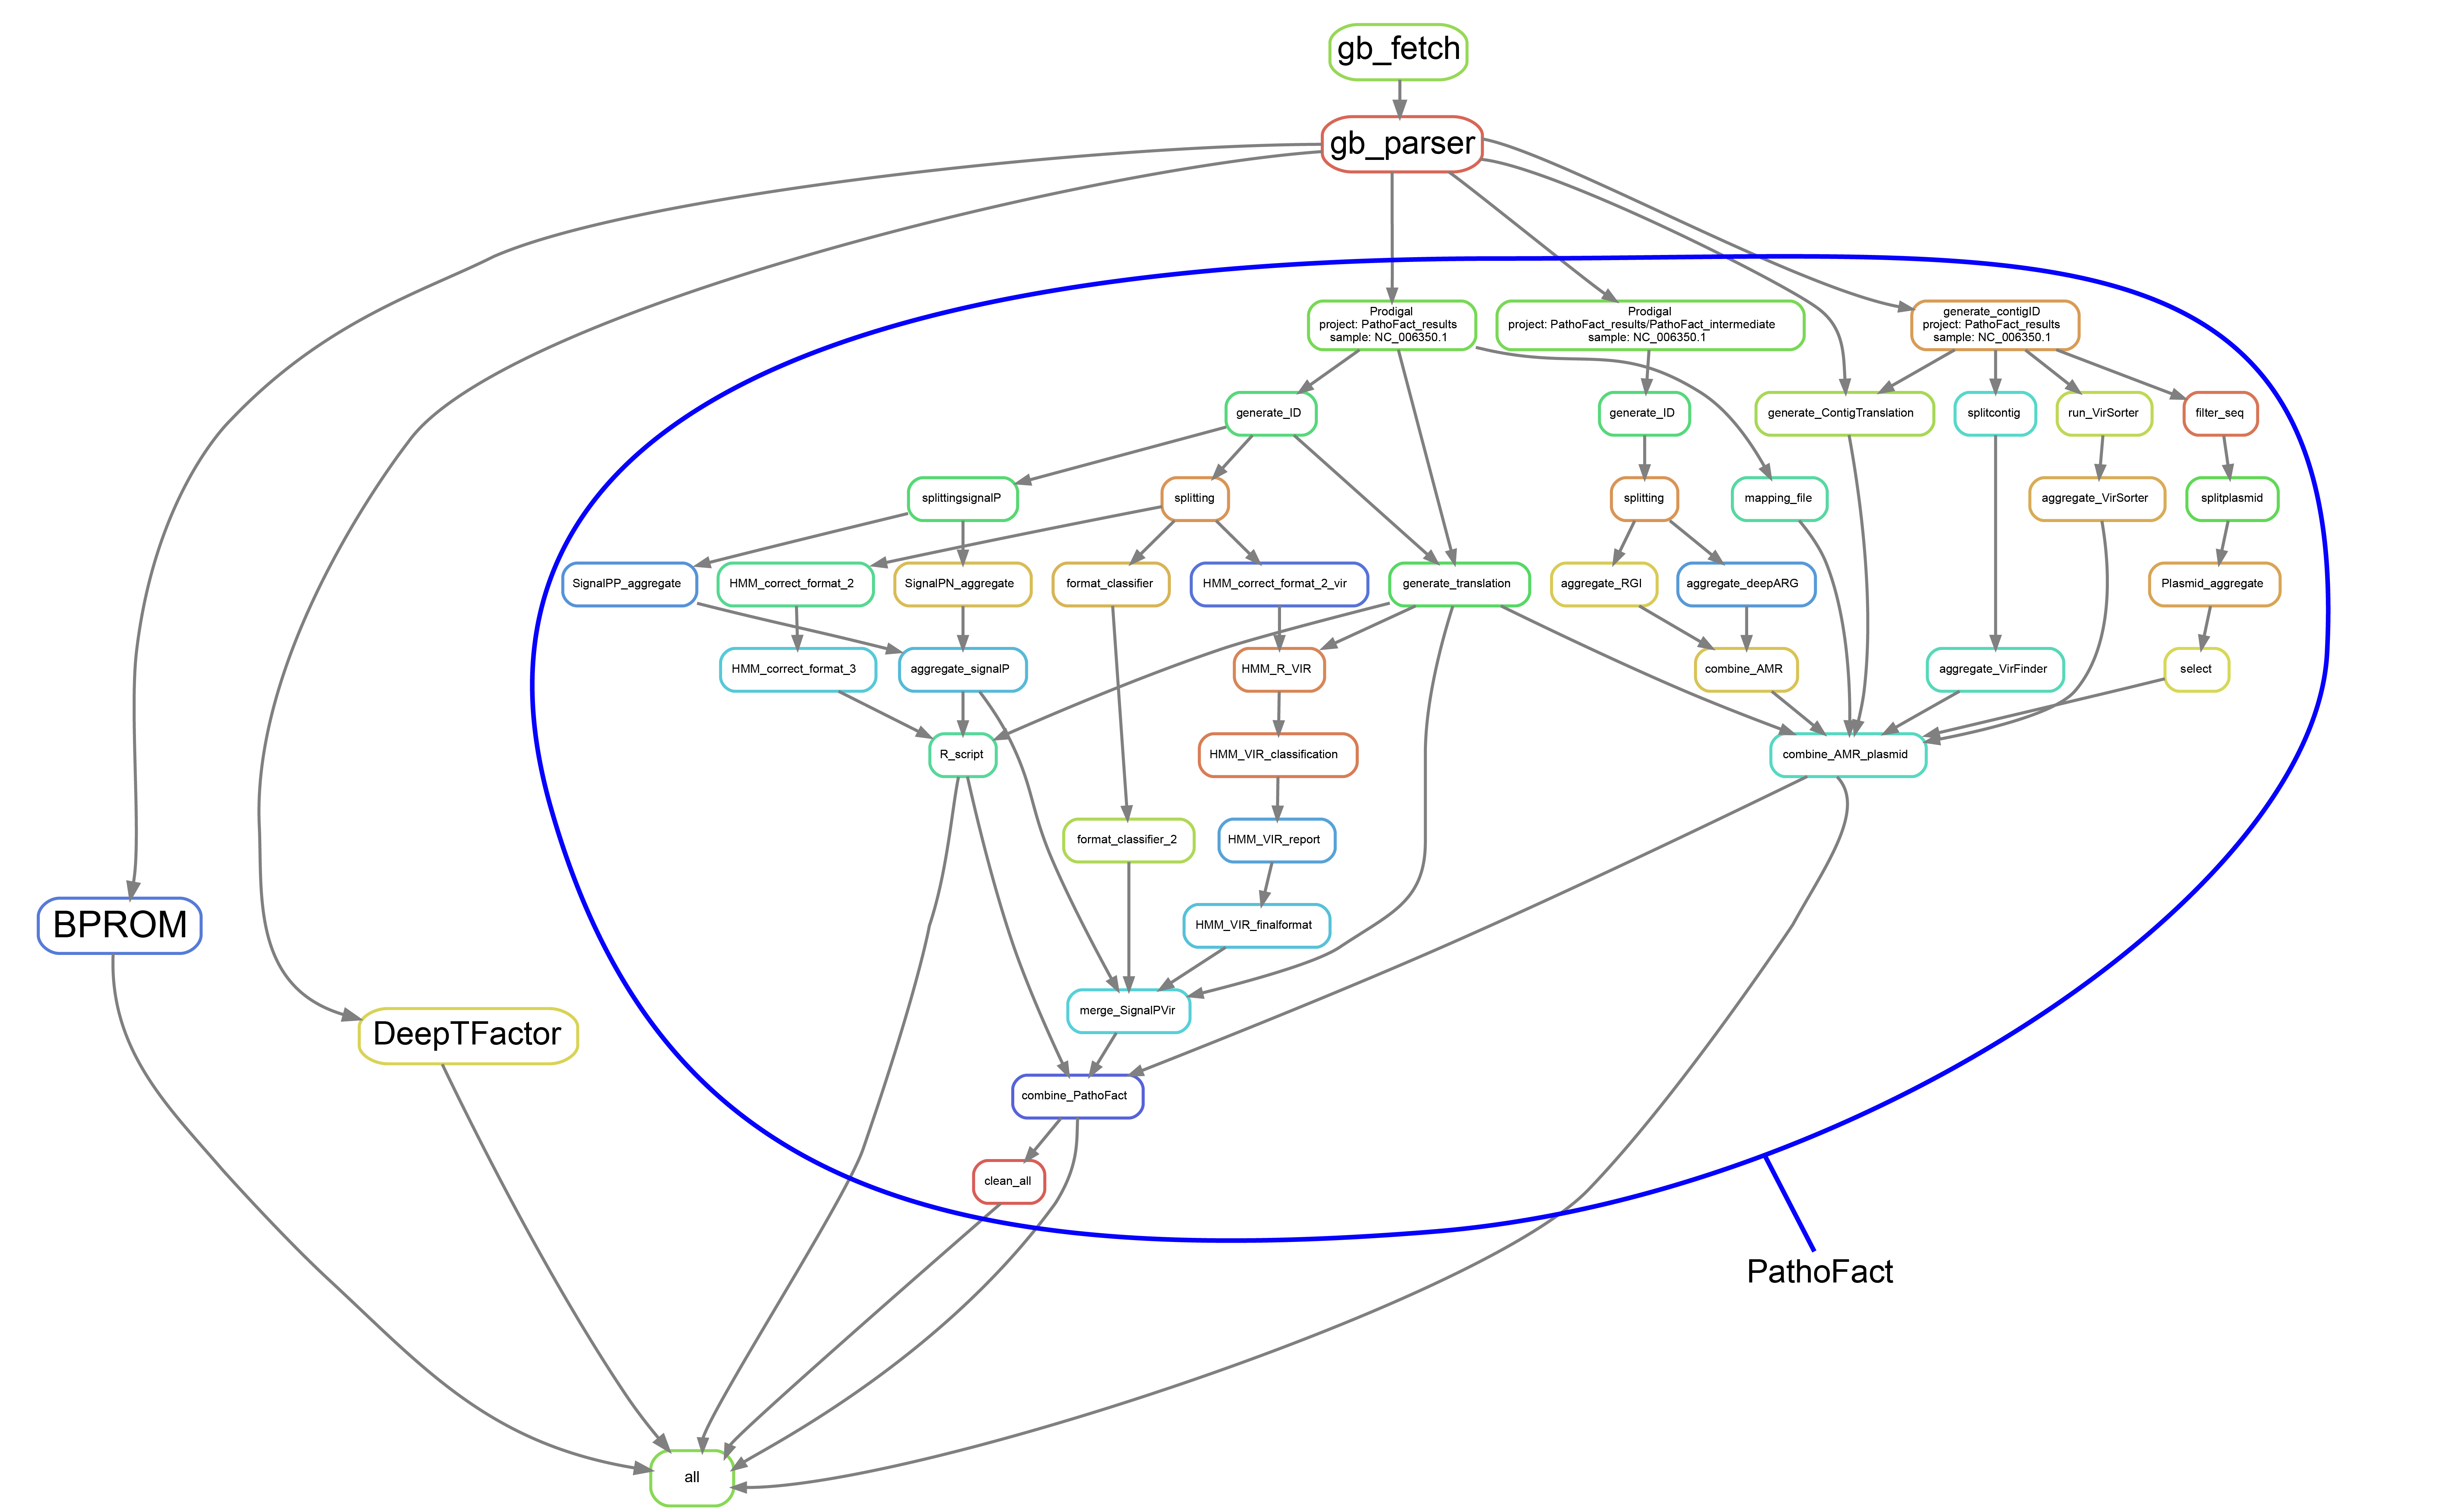 gb_fetch
gb_parser
Prodigal
project: PathoFact_results
sample: NC_006350.1
Prodigal
project: PathoFact_results/PathoFact_intermediate
sample: NC_006350.1
generate_contigID
project: PathoFact_results
sample: NC_006350.1
generate_ID
generate_ID
generate_ContigTranslation
splitcontig
run_VirSorter
filter_seq
splittingsignalP
splitting
splitting
mapping_file
aggregate_VirSorter
splitplasmid
SignalPP_aggregate
HMM_correct_format_2
SignalPN_aggregate
format_classifier
HMM_correct_format_2_vir
generate_translation
aggregate_RGI
aggregate_deepARG
Plasmid_aggregate
HMM_correct_format_3
aggregate_signalP
HMM_R_VIR
combine_AMR
aggregate_VirFinder
select
R_script
HMM_VIR_classification
combine_AMR_plasmid
format_classifier_2
HMM_VIR_report
BPROM
HMM_VIR_finalformat
merge_SignalPVir
DeepTFactor
combine_PathoFact
clean_all
PathoFact
all